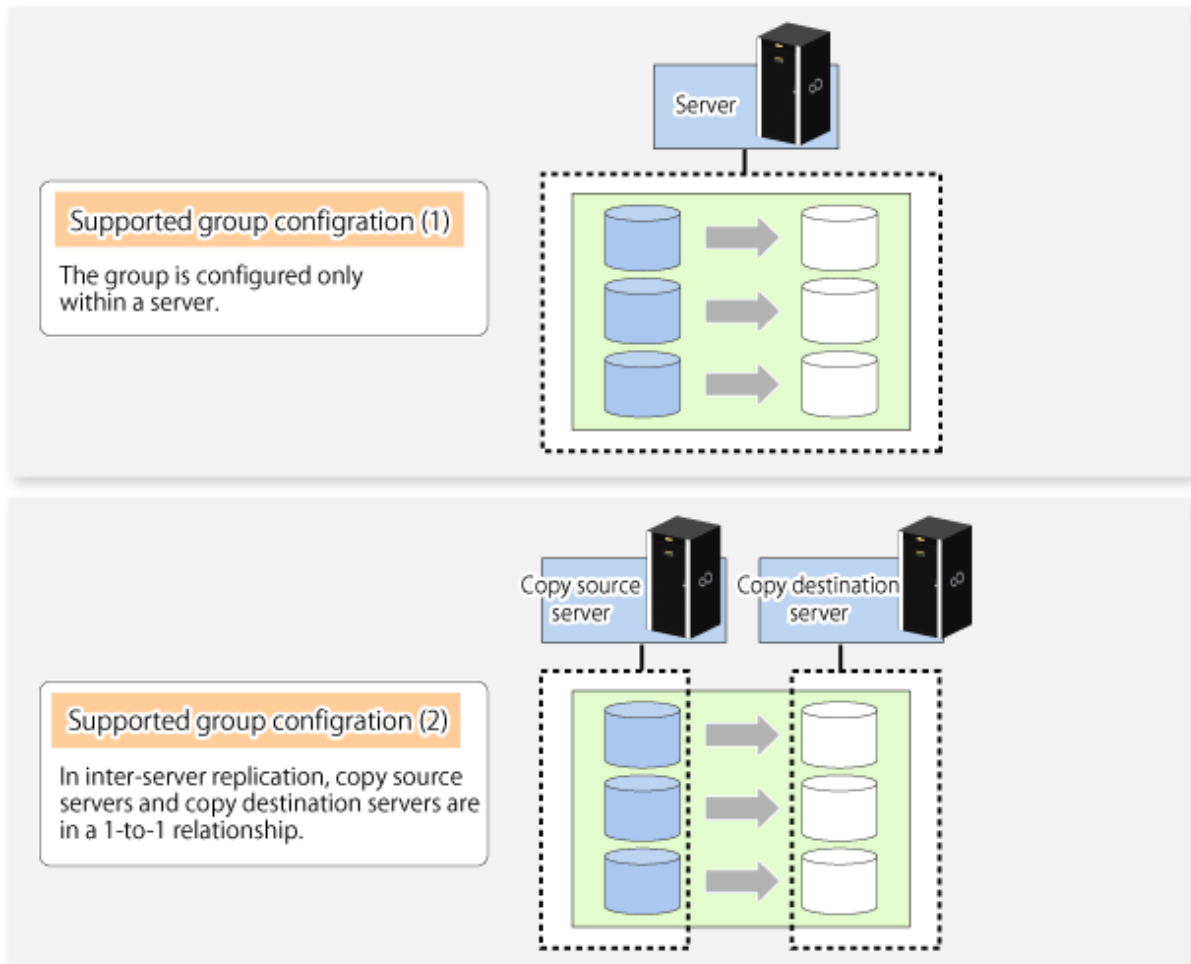 Server
Supported group configration (1)
The group is configured only
within a server.
Copy source
server
Copy destination
server
Supported group configration (2)
In inter-server replication, copy source
servers and copy destination servers are
in a 1-to-1 relationship.